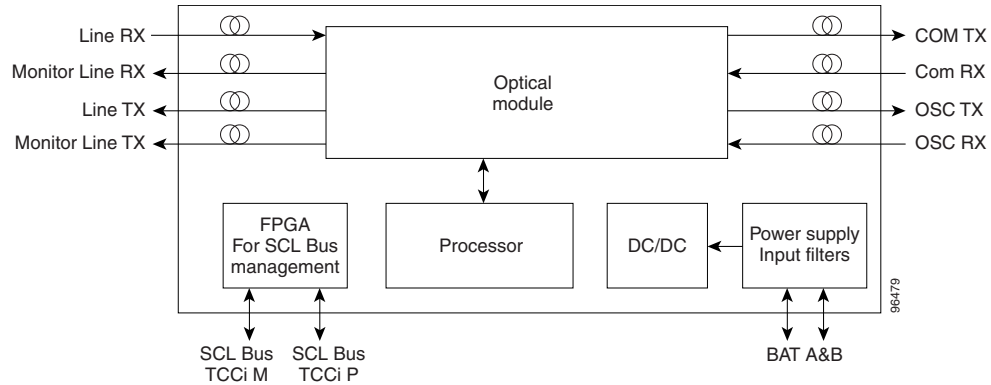 Line RX
COM TX
Monitor Line RX
Com RX
Line TX
OSC TX
Monitor Line TX
OSC RX
Optical
module
FPGA
For SCL Bus
management
Processor
DC/DC
Power supply
Input filters
96479
SCL Bus
TCCi M
SCL Bus
TCCi P
BAT A&B